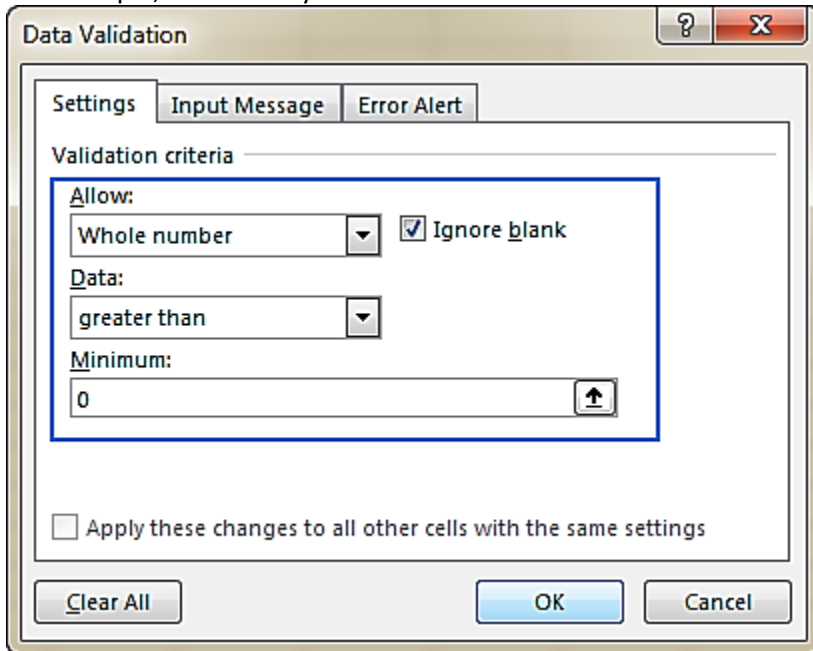 Data Validation
Settings Input Message Error Alert
Validation criteria
Allow:
Whole number Ignore blank
Data:
greater than
Minimum:
0
Apply these changes to all other cells with the same settings
Clear All OK Cancel